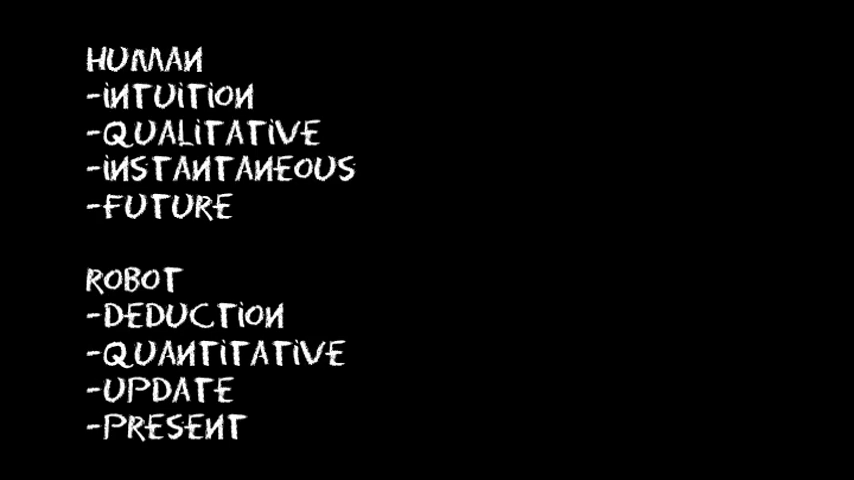 HUMAN
-INTUITION
-QUALITATIVE
-INSTANTANEOUS
-FUTURE
ROBOT
-DEDUCTION
-QUANTITATIVE
-UPDATE
-PRESENT